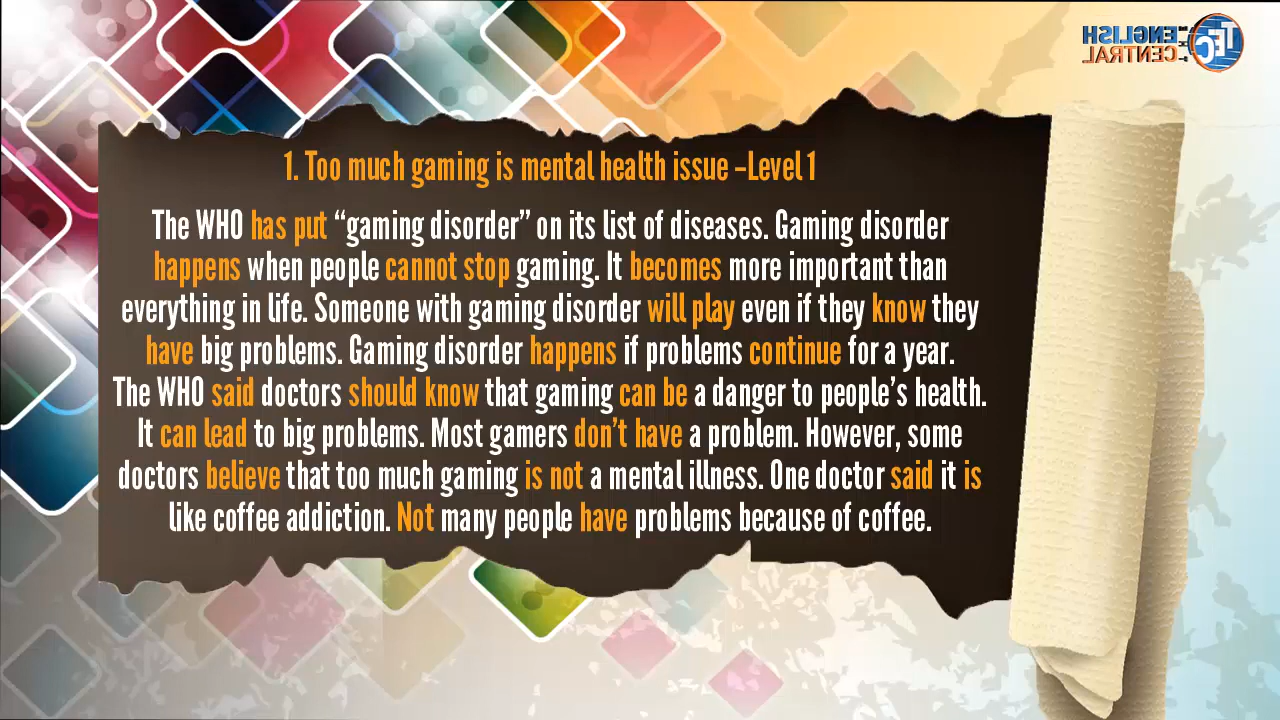 ENGLISH
CENTRAL
TEC
1. Too much gaming is mental health issue –Level 1
The WHO has put “gaming disorder” on its list of diseases. Gaming disorder
happens when people cannot stop gaming. It becomes more important than
everything in life. Someone with gaming disorder will play even if they know they
have big problems. Gaming disorder happens if problems continue for a year.
The WHO said doctors should know that gaming can be a danger to people’s health.
It can lead to big problems. Most gamers don’t have a problem. However, some
doctors believe that too much gaming is not a mental illness. One doctor said it is
like coffee addiction. Not many people have problems because of coffee.